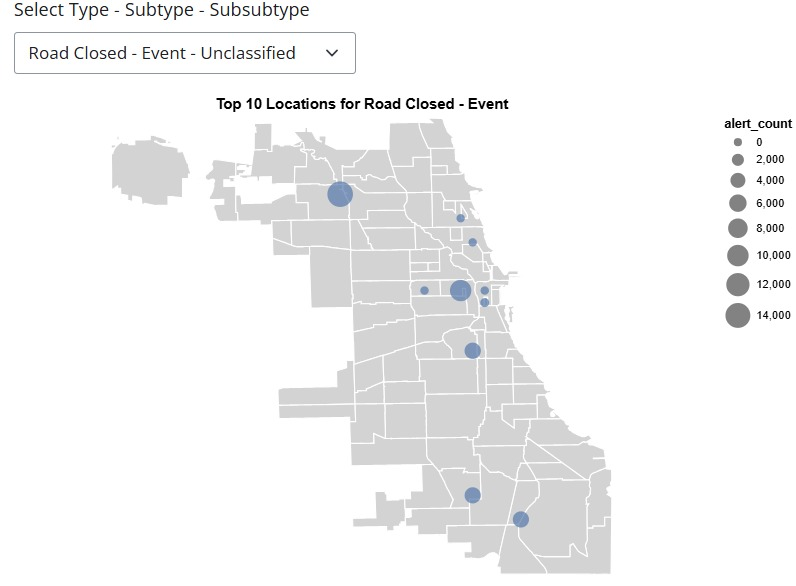 Select Type - Subtype - Subsubtype
Road Closed - Event - Unclassified
Top 10 Locations for Road Closed - Event
alert_count
0
2,000
4,000
6,000
8,000
10,000
12,000
14,000